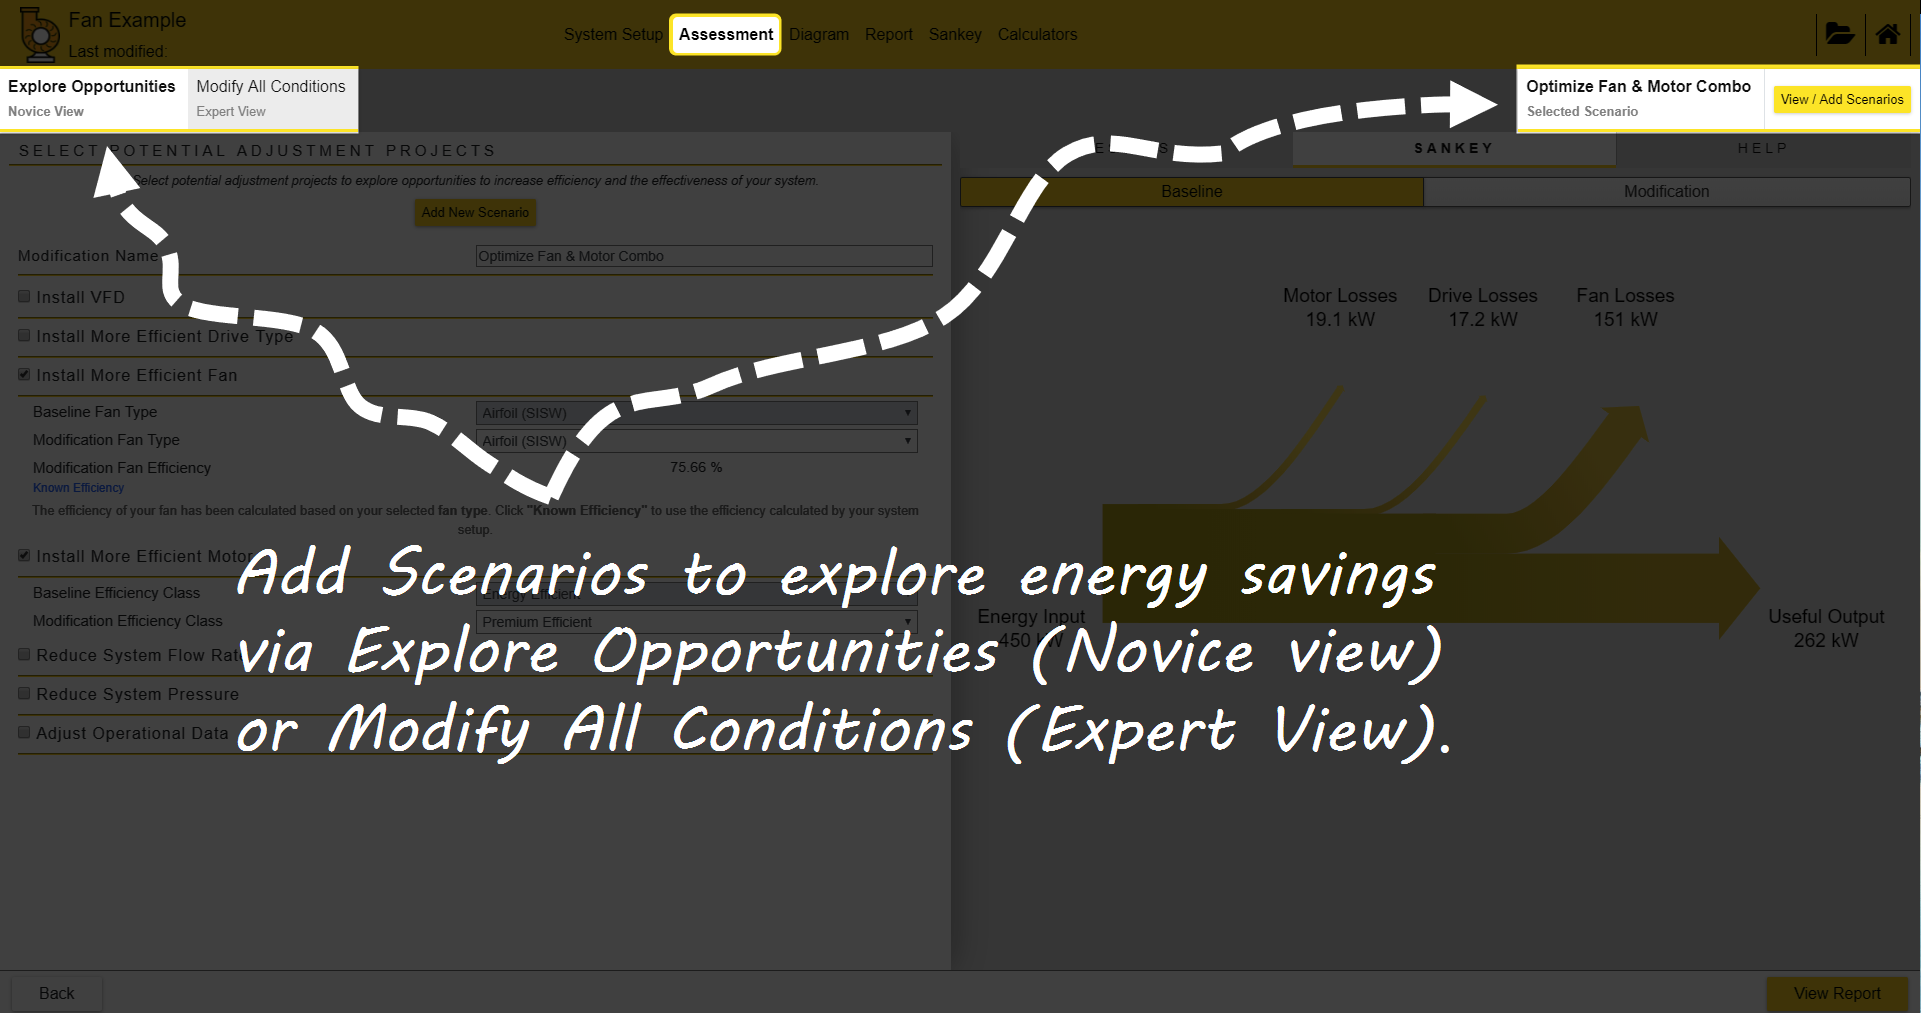 Fan Example
Last modified:
System Setup Assessment Diagram Report Sankey Calculators
Explore Opportunities
Novice View
Modify All Conditions
Expert View
Optimize Fan & Motor Combo
Selected Scenario
View / Add Scenarios
SELECT POTENTIAL ADJUSTMENT PROJECTS
Select potential adjustment projects to explore opportunities to increase efficiency and the effectiveness of your system.
Add New Scenario
Modification Name
Optimize Fan & Motor Combo
Install VFD
Install More Efficient Drive Type
Install More Efficient Fan
Baseline Fan Type
Airfoil (SISW)
Modification Fan Type
Airfoil (SISW)
Modification Fan Efficiency
75.66 %
Known Efficiency
The efficiency of your fan has been calculated based on your selected fan type. Click "Known Efficiency" to use the efficiency calculated by your system
setup.
Install More Efficient Motor
Baseline Efficiency Class
Energy Efficient
Modification Efficiency Class
Premium Efficient
Reduce System Flow Rate
Reduce System Pressure
Adjust Operational Data
SANKEY
HELP
Baseline
Modification
Motor Losses
19.1 kW
Drive Losses
17.2 kW
Fan Losses
151 kW
Energy Input
450 kW
Useful Output
262 kW
Add Scenarios to explore energy savings
via Explore Opportunities (Novice view)
or Modify All Conditions (Expert View).
Back
View Report